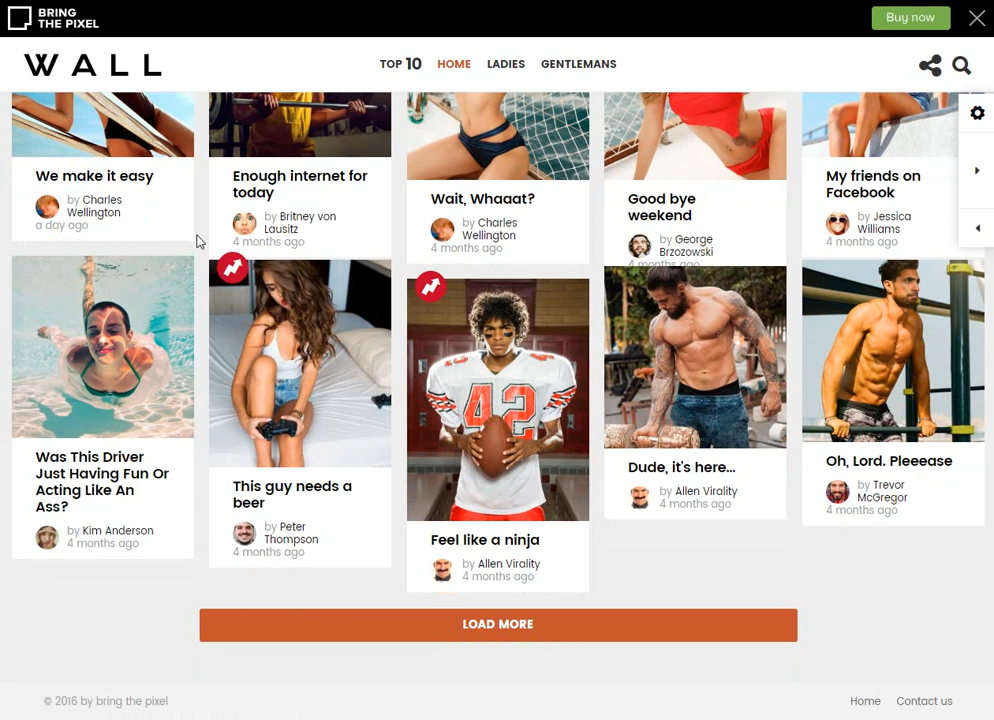 BRING
THE PIXEL
Buy now
WALL
TOP 10 HOME LADIES GENTLEMANS
We make it easy
by Charles
Wellington
a day ago
Enough internet for
today
by Britney von
Lausitz
4 months ago
Wait, Whaaat?
by Charles
Wellington
4 months ago
Good bye
weekend
by George
Brzozowski
4 months ago
My friends on
Facebook
by Jessica
Williams
4 months ago
Was This Driver
Just Having Fun Or
Acting Like An
Ass?
by Kim Anderson
4 months ago
This guy needs a
beer
by Peter
Thompson
4 months ago
42
Feel like a ninja
by Allen Virality
4 months ago
Dude, it's here...
by Allen Virality
4 months ago
Oh, Lord. Pleeease
by Trevor
McGregor
4 months ago
LOAD MORE
© 2016 by bring the pixel
Home Contact us